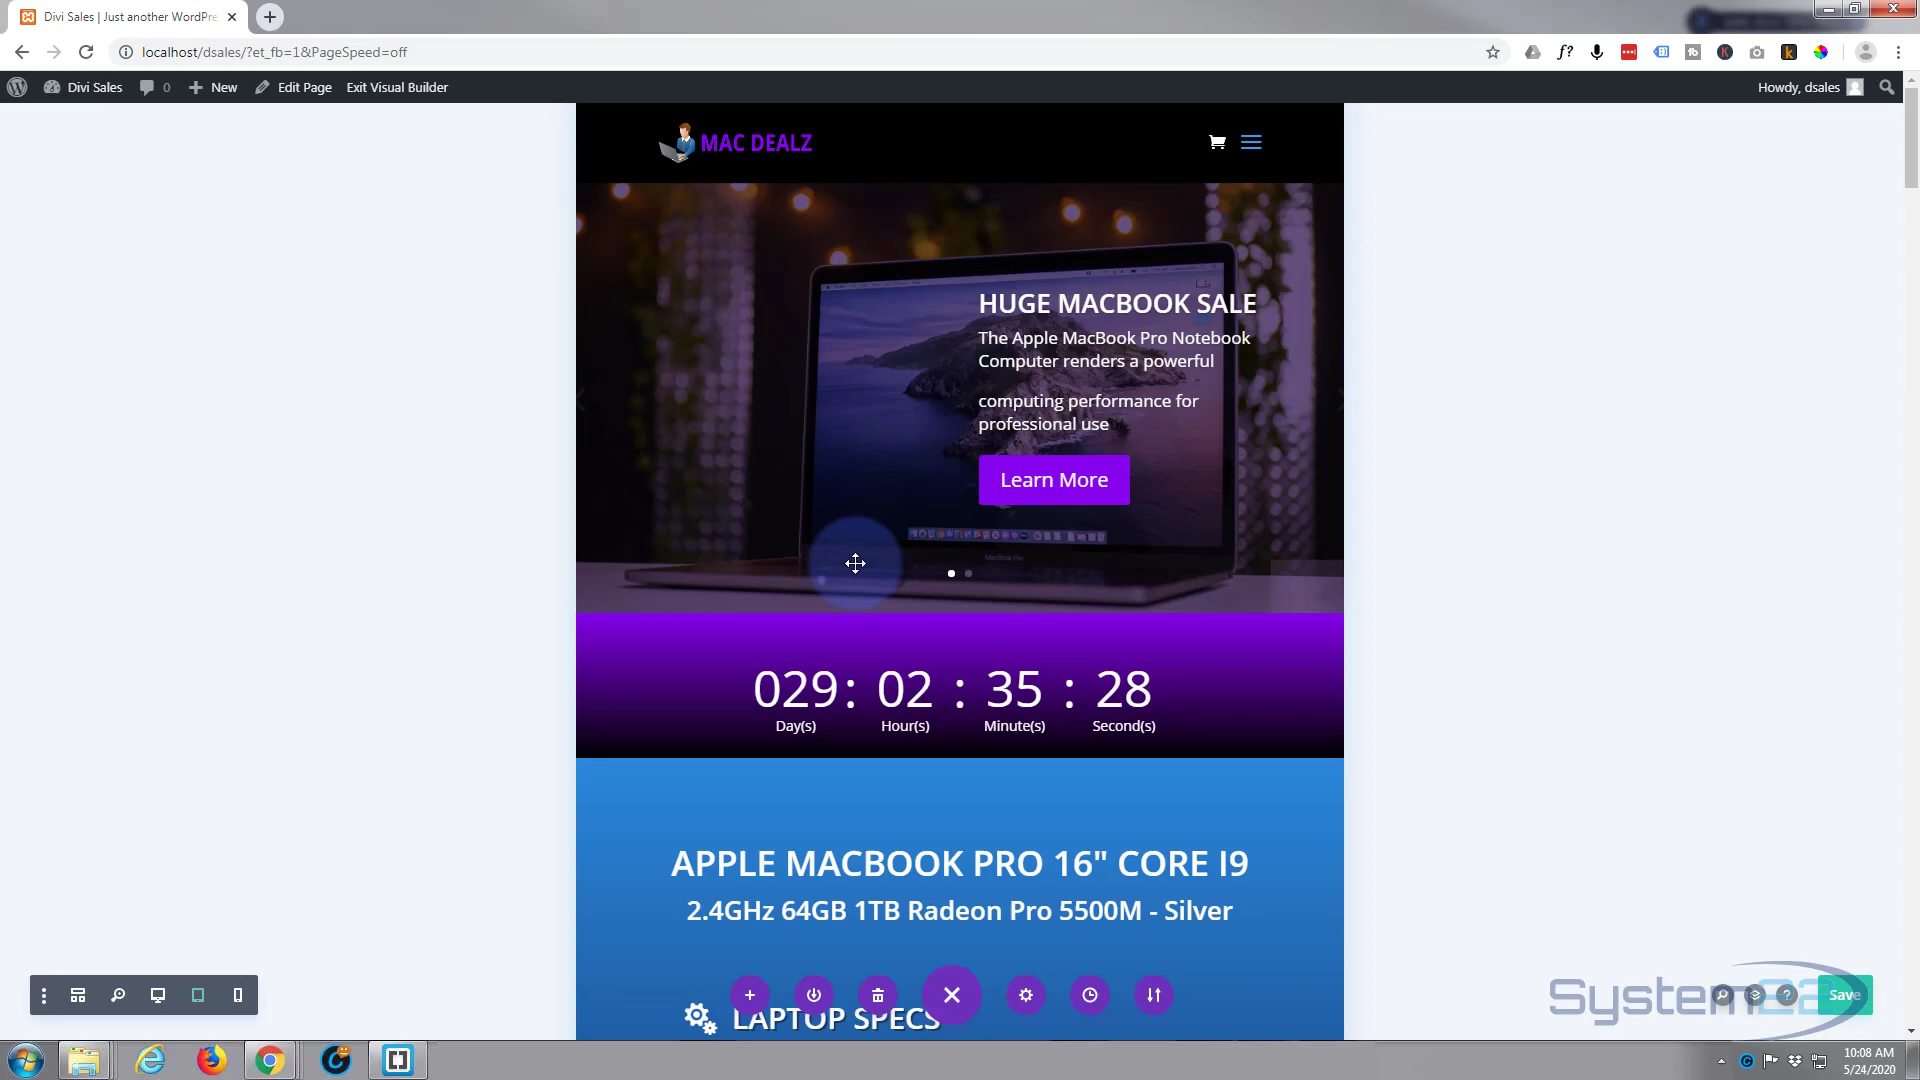 Divi Sales | Just another WordPre
localhost/dsales/?et_fb=1&PageSpeed=off
Divi Sales 0 New Edit Page Exit Visual Builder Howdy, dsales
MAC DEALZ
HUGE MACBOOK SALE
The Apple MacBook Pro Notebook
Computer renders a powerful
computing performance for
professional use
Learn More
MacBook Pro
029 : 02 : 35 : 28
Day(s) Hour(s) Minute(s) Second(s)
APPLE MACBOOK PRO 16" CORE I9
2.4GHz 64GB 1TB Radeon Pro 5500M - Silver
LAPTOP SPECS
System22
Save
10:08 AM
5/24/2020